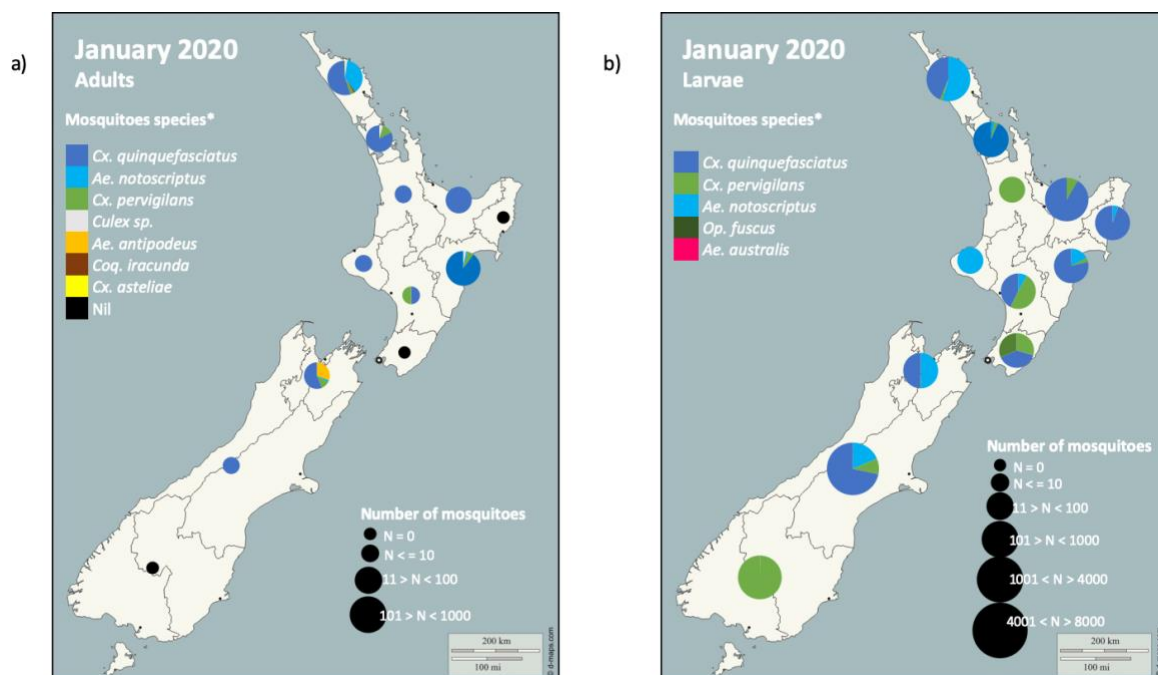 a)
January 2020
Adults
Mosquitoes species*
Cx. quinquefasciatus
Ae. notoscriptus
Cx. pervigilans
Culex sp.
Ae. antipodeus
Coq. iracunda
Cx. asteliae
Nil
Number of mosquitoes
N = 0
N <= 10
11 > N < 100
101 > N < 1000
200 km
100 mi
© d-maps.com
b)
January 2020
Larvae
Mosquitoes species*
Cx. quinquefasciatus
Cx. pervigilans
Ae. notoscriptus
Op. fuscus
Ae. australis
Number of mosquitoes
N = 0
N <= 10
11 > N < 100
101 > N < 1000
1001 < N > 4000
4001 < N > 8000
200 km
100 mi
© d-maps.com